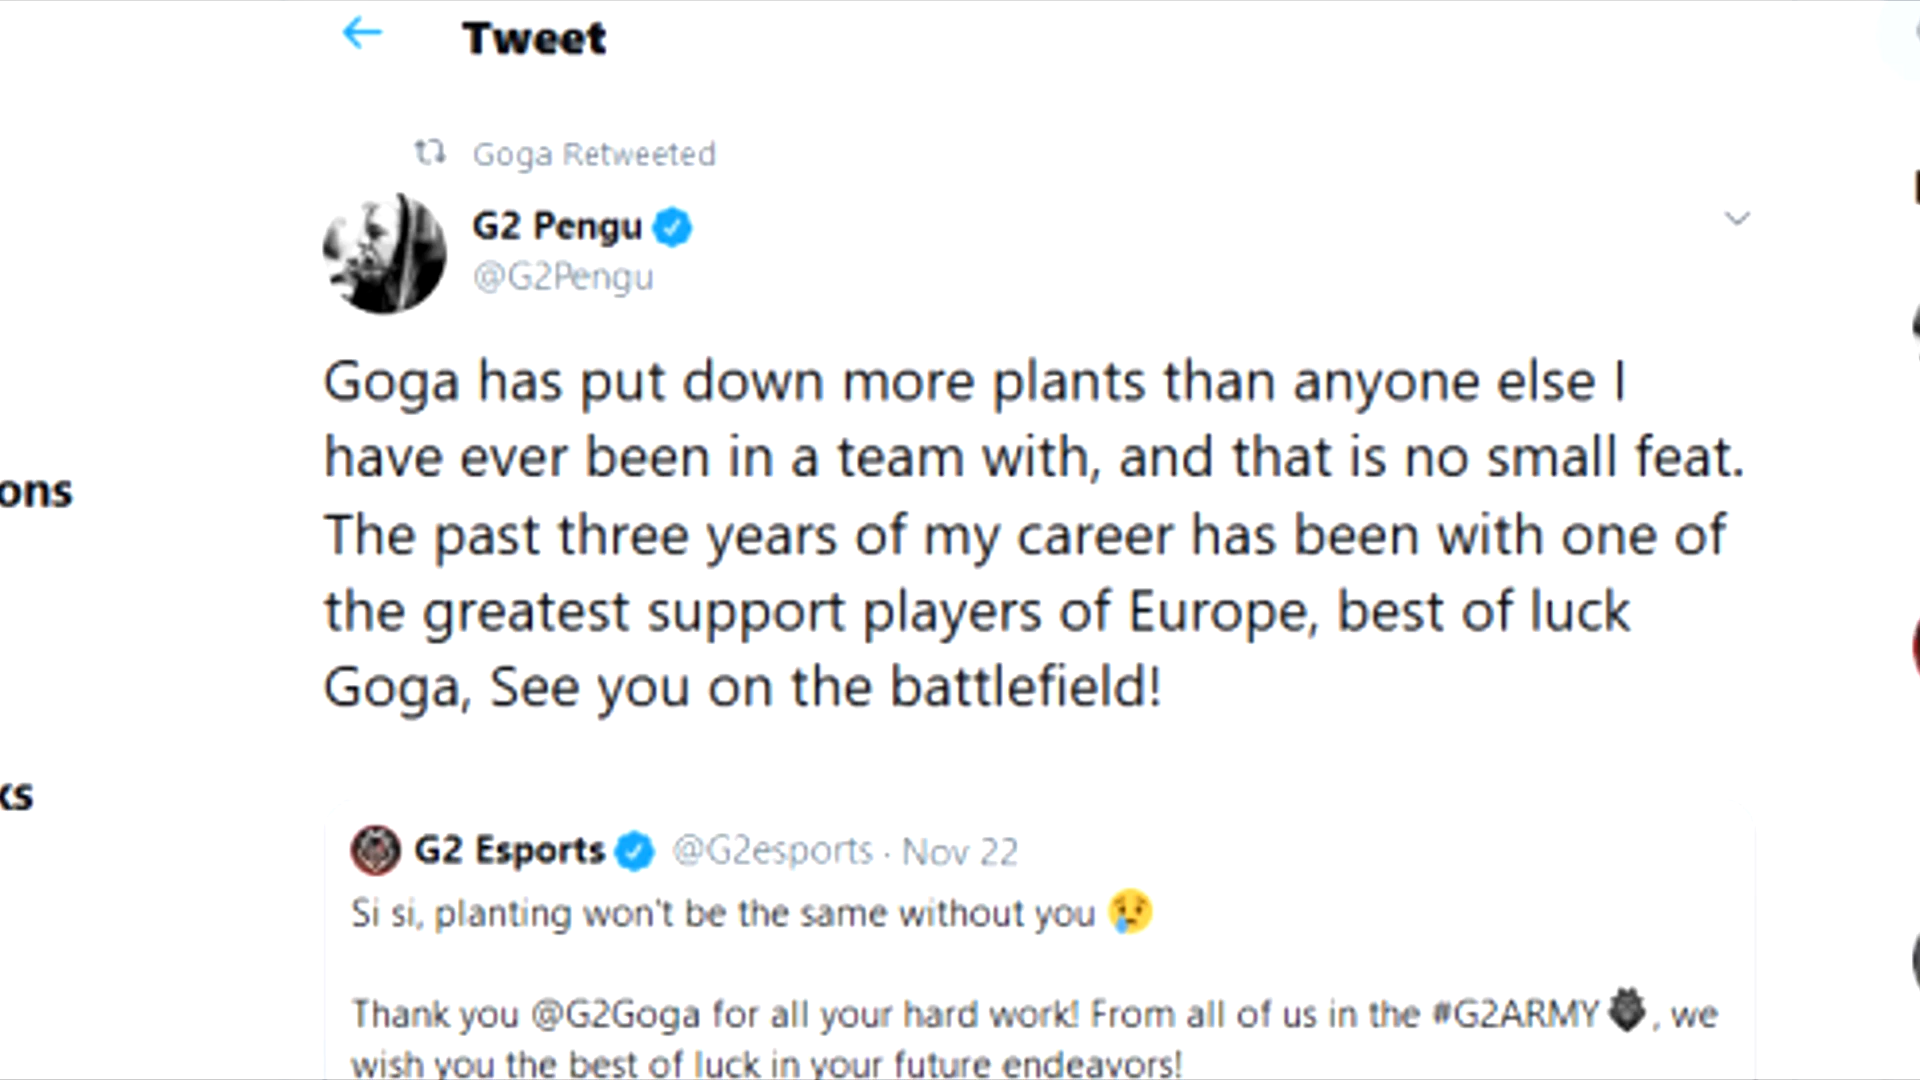 Tweet
Goga Retweeted
G2 Pengu
@G2Pengu
Goga has put down more plants than anyone else I
have ever been in a team with, and that is no small feat.
The past three years of my career has been with one of
the greatest support players of Europe, best of luck
Goga, See you on the battlefield!
ons
ks
G2 Esports @G2esports · Nov 22
Si si, planting won't be the same without you 😢
Thank you @G2Goga for all your hard work! From all of us in the #G2ARMY , we
wish you the best of luck in your future endeavors!